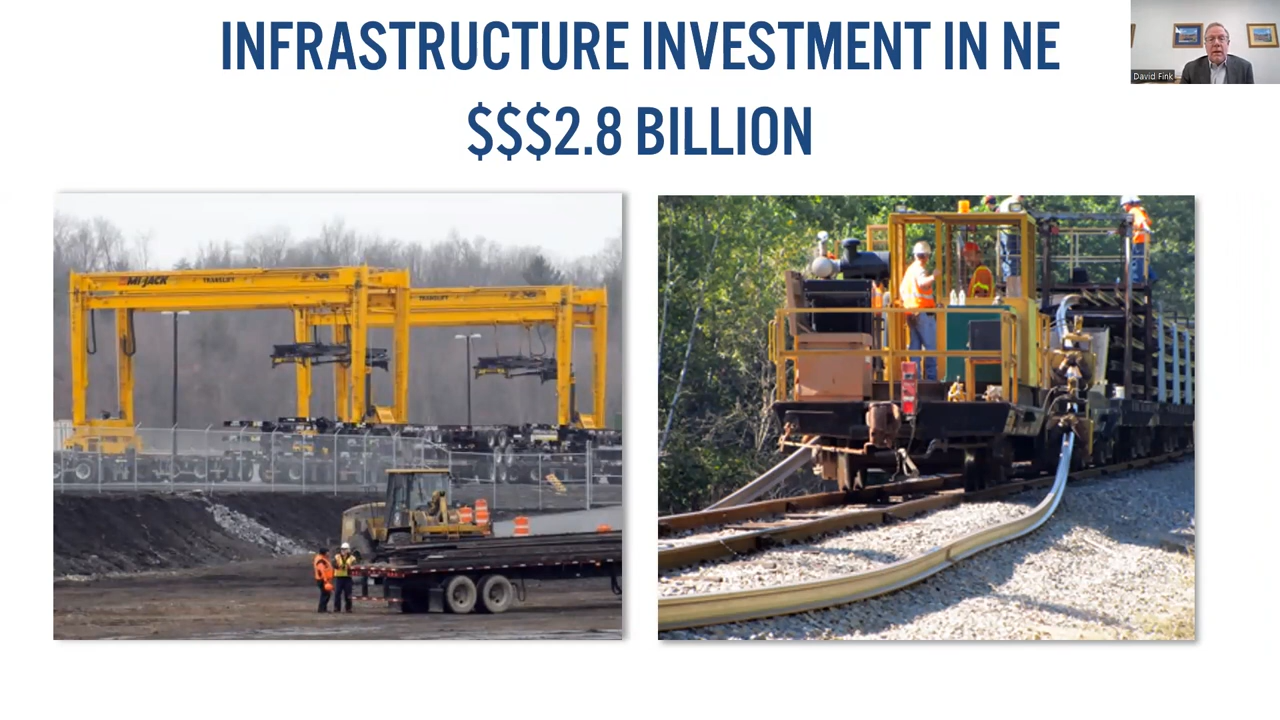 INFRASTRUCTURE INVESTMENT IN NE
$$$2.8 BILLION
David Fink
MI-JACK
TRANSLIFT
TRANSLIFT